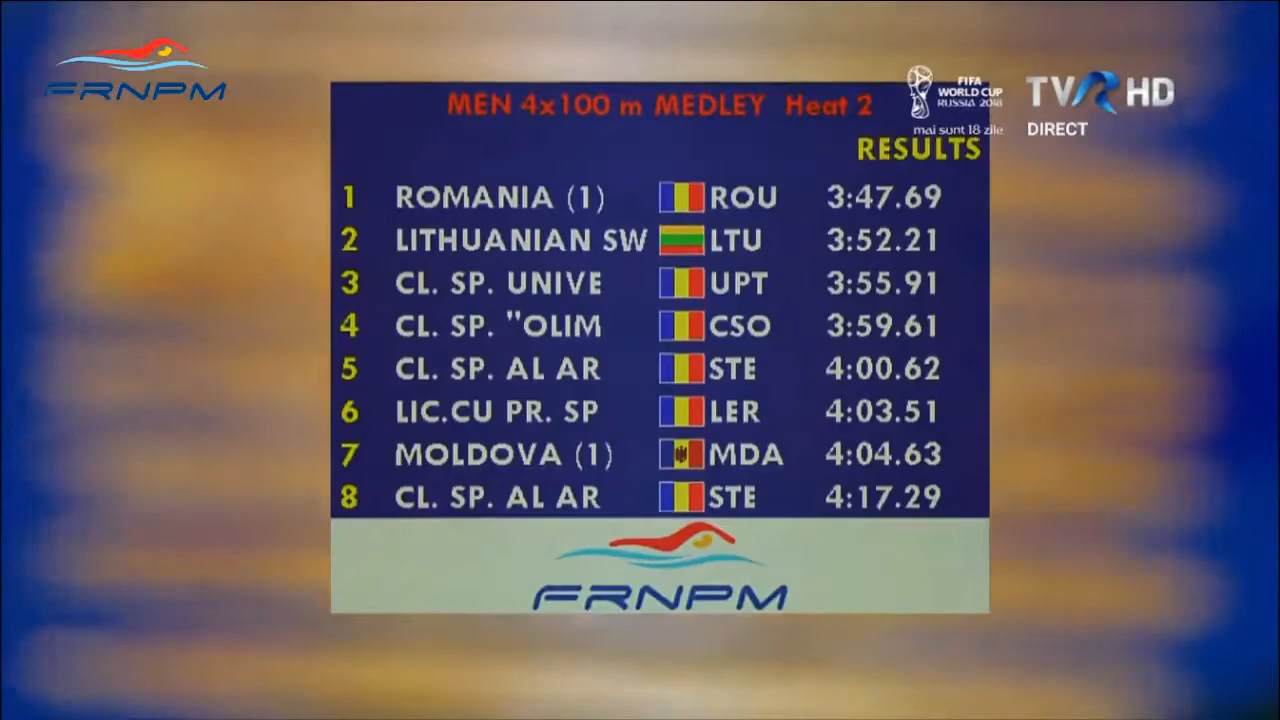 FRNPM
FIFA
WORLD CUP
RUSSIA 2018
mai sunt 18 zile
TVR HD
DIRECT
MEN 4x100 m MEDLEY Heat 2
RESULTS
1 ROMANIA (1) ROU 3:47.69
2 LITHUANIAN SW LTU 3:52.21
3 CL. SP. UNIVE UPT 3:55.91
4 CL. SP. "OLIM CSO 3:59.61
5 CL. SP. AL AR STE 4:00.62
6 LIC.CU PR. SP LER 4:03.51
7 MOLDOVA (1) MDA 4:04.63
8 CL. SP. AL AR STE 4:17.29
FRNPM